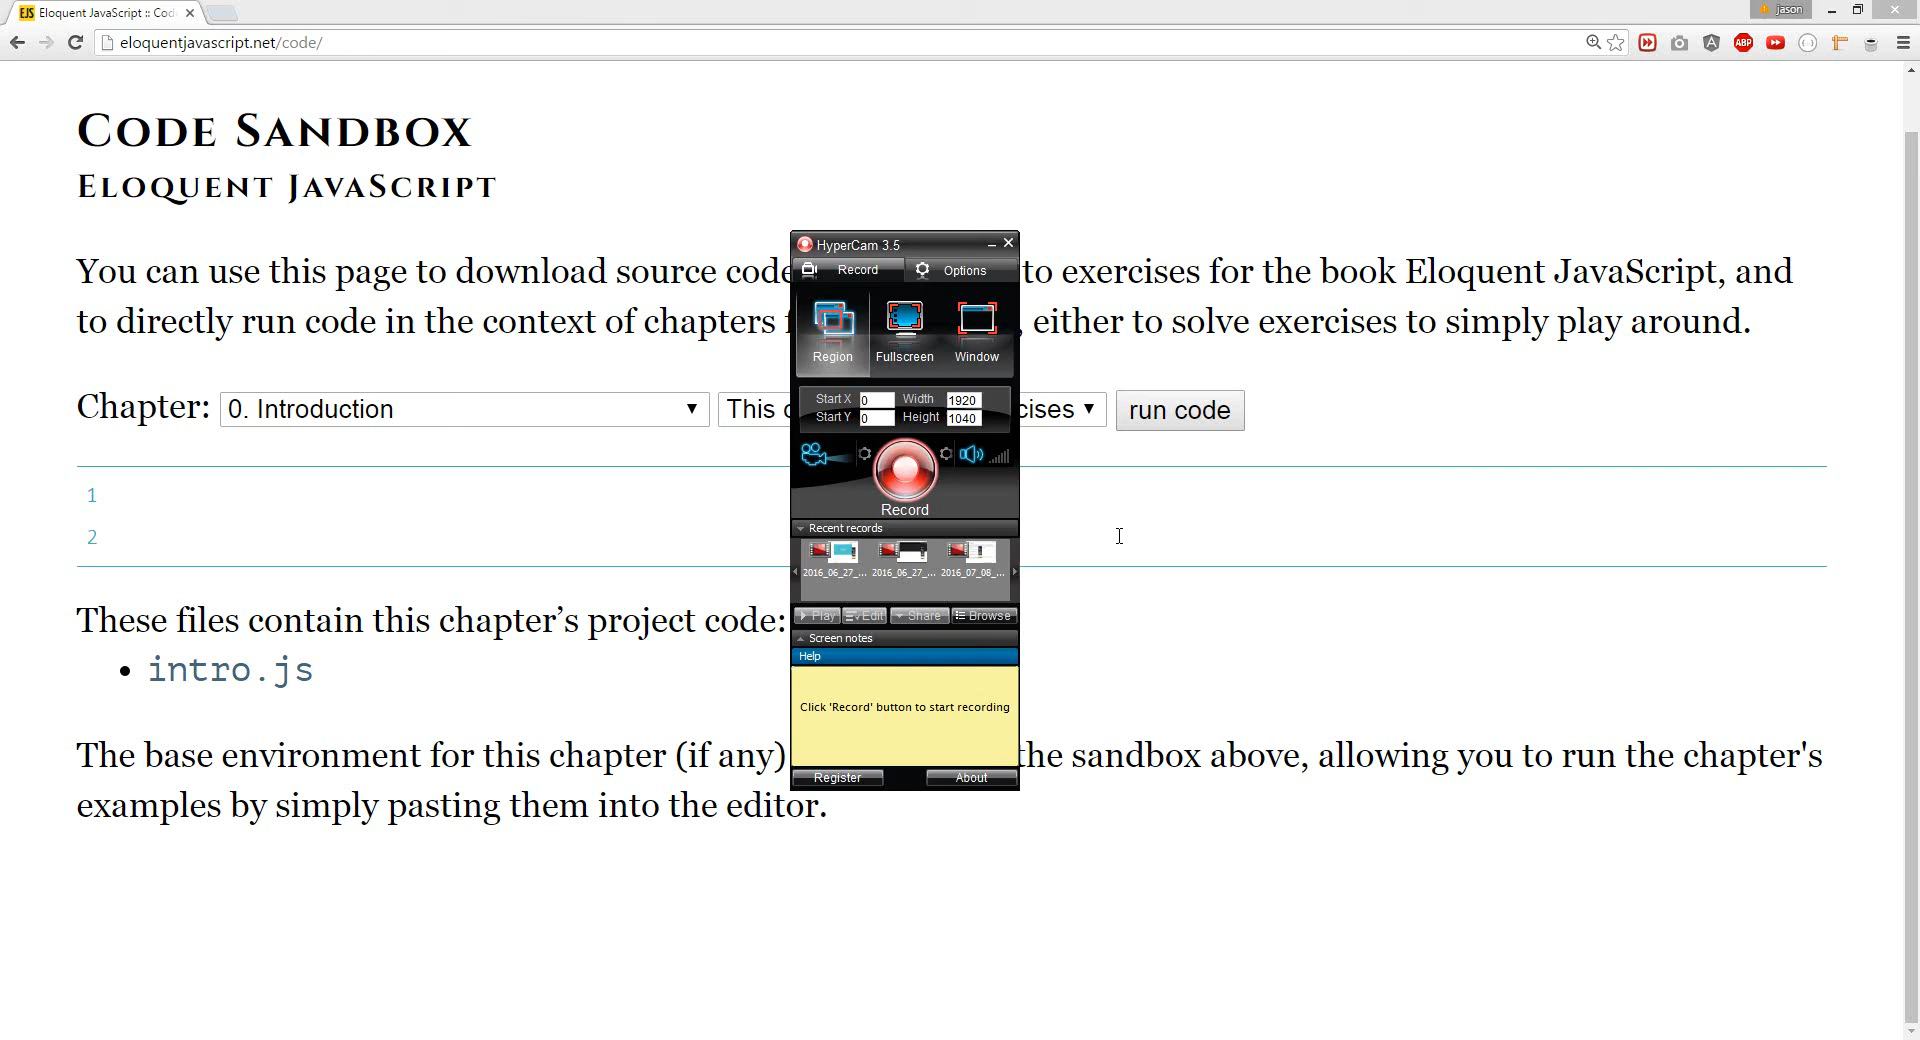 EJS Eloquent JavaScript :: Cod
jason
eloquentjavascript.net/code/
ABP
CODE SANDBOX
ELOQUENT JAVASCRIPT
You can use this page to download source code to exercises for the book Eloquent JavaScript, and
to directly run code in the context of chapters , either to solve exercises to simply play around.
Chapter: 0. Introduction This cises run code
1
2
These files contain this chapter’s project code:
intro.js
The base environment for this chapter (if any) the sandbox above, allowing you to run the chapter's
examples by simply pasting them into the editor.
HyperCam 3.5
Record Options
Region Fullscreen Window
Start X 0 Width 1920
Start Y 0 Height 1040
Record
Recent records
2016_06_27_... 2016_06_27_... 2016_07_08_...
Play Edit Share Browse
Screen notes
Help
Click 'Record' button to start recording
Register About